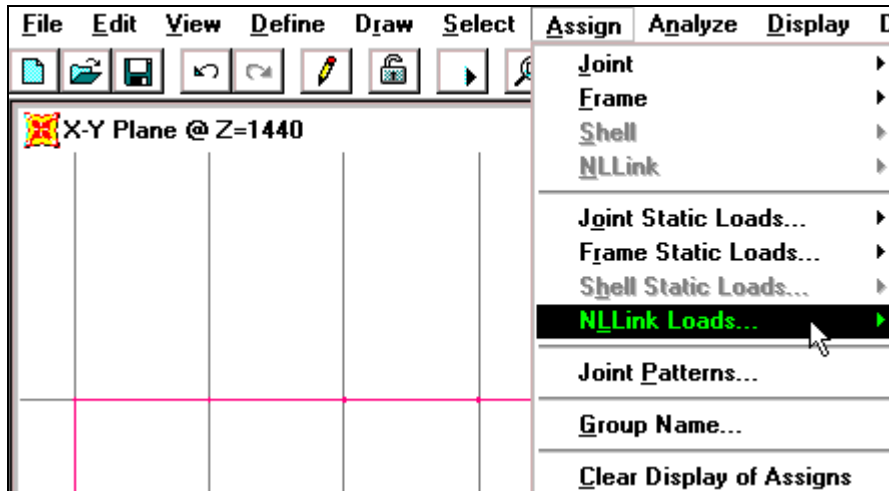 File Edit View Define Draw Select Assign Analyze Display
X-Y Plane @ Z=1440
Joint
Frame
Shell
NLLink
Joint Static Loads...
Frame Static Loads...
Shell Static Loads...
NLLink Loads...
Joint Patterns...
Group Name...
Clear Display of Assigns